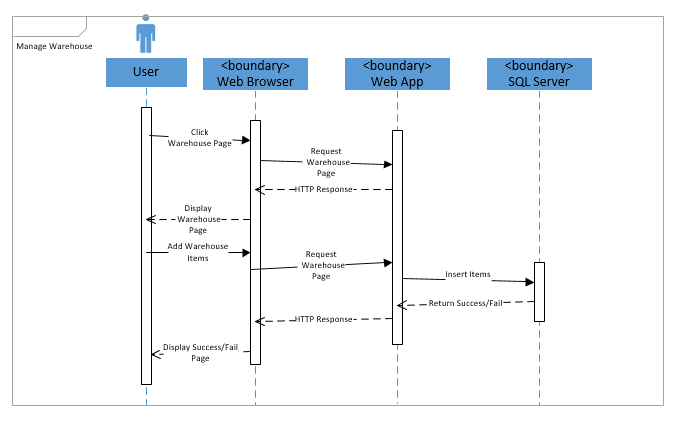 Manage Warehouse
User
<boundary>
Web Browser
<boundary>
Web App
<boundary>
SQL Server
Click
Warehouse Page
Request
Warehouse
Page
HTTP Response
Display
Warehouse
Page
Add Warehouse
Items
Request
Warehouse
Page
Insert Items
Return Success/Fail
HTTP Response
Display Success/Fail
Page